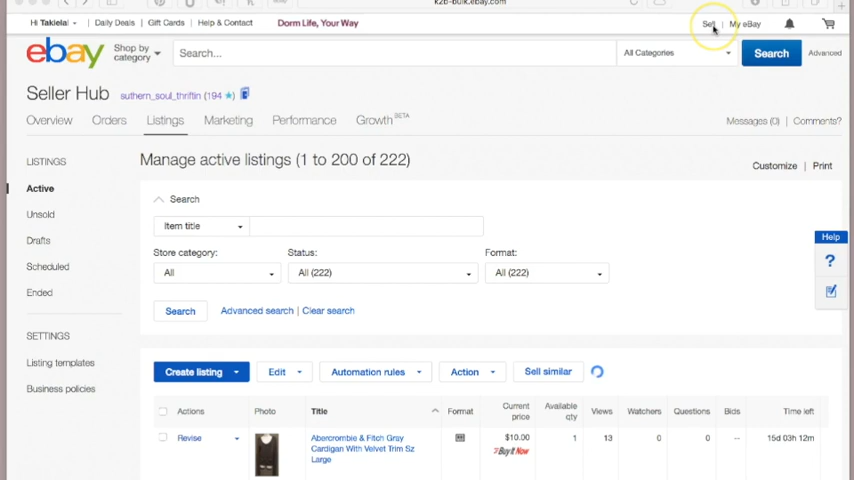 k2b-bulk.ebay.com
Hi Takiela! Daily Deals Gift Cards Help & Contact Dorm Life, Your Way Sell My eBay
ebay Shop by category Search... All Categories Search Advanced
Seller Hub suthern_soul_thriftin (194 ★)
Overview Orders Listings Marketing Performance Growth BETA Messages (0) Comments?
LISTINGS
Active
Unsold
Drafts
Scheduled
Ended
SETTINGS
Listing templates
Business policies
Manage active listings (1 to 200 of 222)
Customize Print
Search
Item title
Store category: Status: Format:
All All (222) All (222)
Search Advanced search | Clear search
Help
?
Create listing Edit Automation rules Action Sell similar
Actions Photo Title Format Current price Available qty Views Watchers Questions Bids Time left
Revise Abercrombie & Fitch Gray Cardigan With Velvet Trim Sz Large $10.00 Buy It Now 1 13 0 0 -- 15d 03h 12m